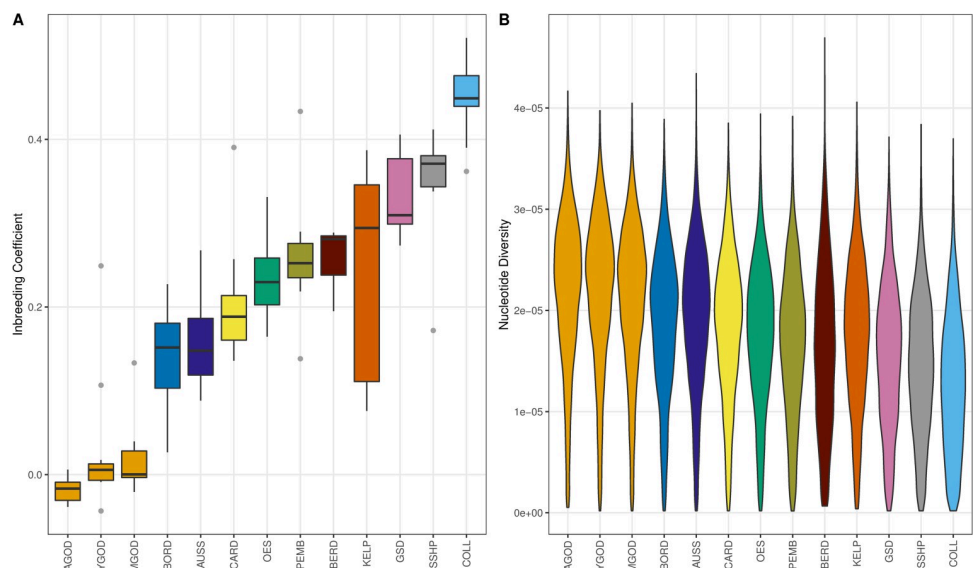 A
Inbreeding Coefficient
0.4
0.2
0.0
AGOD
YGOD
MGOD
BORD
AUSS
CARD
OES
PEMB
BERD
KELP
GSD
SSHP
COLL
B
Nucleotide Diversity
4e-05
3e-05
2e-05
1e-05
0e+00
AGOD
YGOD
MGOD
BORD
AUSS
CARD
OES
PEMB
BERD
KELP
GSD
SSHP
COLL